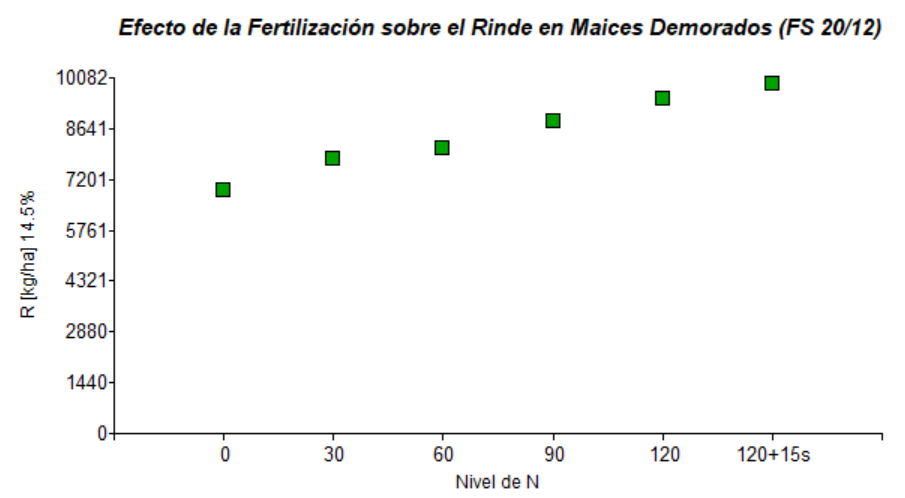 Efecto de la Fertilización sobre el Rinde en Maices Demorados (FS 20/12)
10082
8641
7201
5761
4321
2880
1440
0
R [kg/ha] 14.5%
0 30 60 90 120 120+15s
Nivel de N